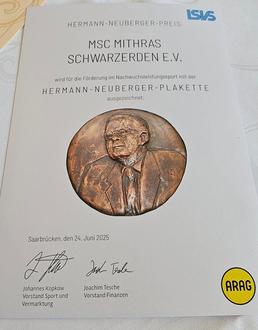 HERMANN-NEUBERGER-PREIS
LSVS
MSC MITHRAS
SCHWARZERDEN E.V.
wird für die Förderung im Nachwuchsleistungssport mit der
HERMANN-NEUBERGER-PLAKETTE
ausgezeichnet.
Saarbrücken, den 24. Juni 2025
Johannes Kopkow
Vorstand Sport und
Vermarktung
Joachim Tesche
Vorstand Finanzen
ARAG